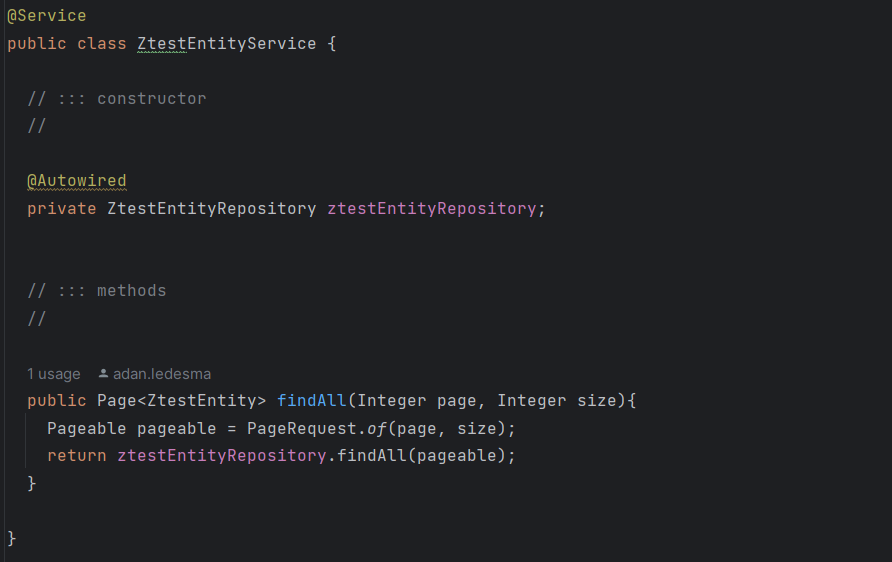 @Service
public class ZtestEntityService {
// ::: constructor
//
@Autowired
private ZtestEntityRepository ztestEntityRepository;
// ::: methods
//
1 usage adan.ledesma
public Page<ZtestEntity> findAll(Integer page, Integer size){
Pageable pageable = PageRequest.of(page, size);
return ztestEntityRepository.findAll(pageable);
}
}